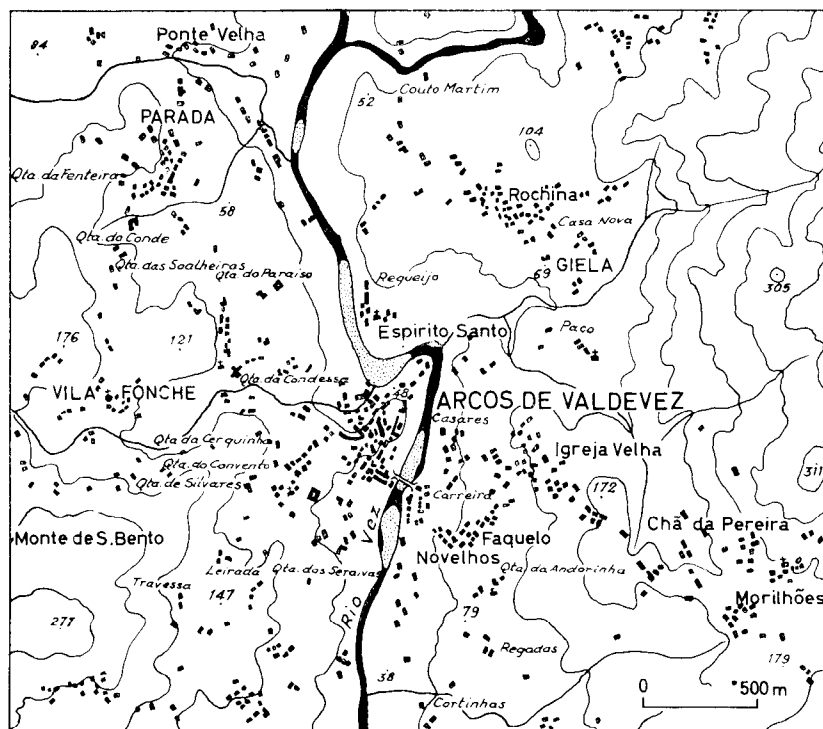 Ponte Velha
84
52
Couto Martim
PARADA
104
Qta. da Fenteira
Rochina
58
Casa Nova
Qta. do Conde
Qta. das Soalheiras
GIELA
69
Qta. do Paraiso
Requeijo
305
Espirito Santo
Paço
176
121
VILA FONCHE
Qta. da Condessa
48
ARCOS DE VALDEVEZ
Casares
Qta. da Cerquinha
Igreja Velha
Qta. do Convento
311
Qta. de Silvares
172
Carreira
Chã da Pereira
Monte de S. Bento
Faquelo
Novelhos
Leirada
Qta. dos Seraivas
Qta. da Andorinha
Travessa
147
Morilhões
Rio Vez
79
277
Regadas
179
38
0 500 m
Cortinhas